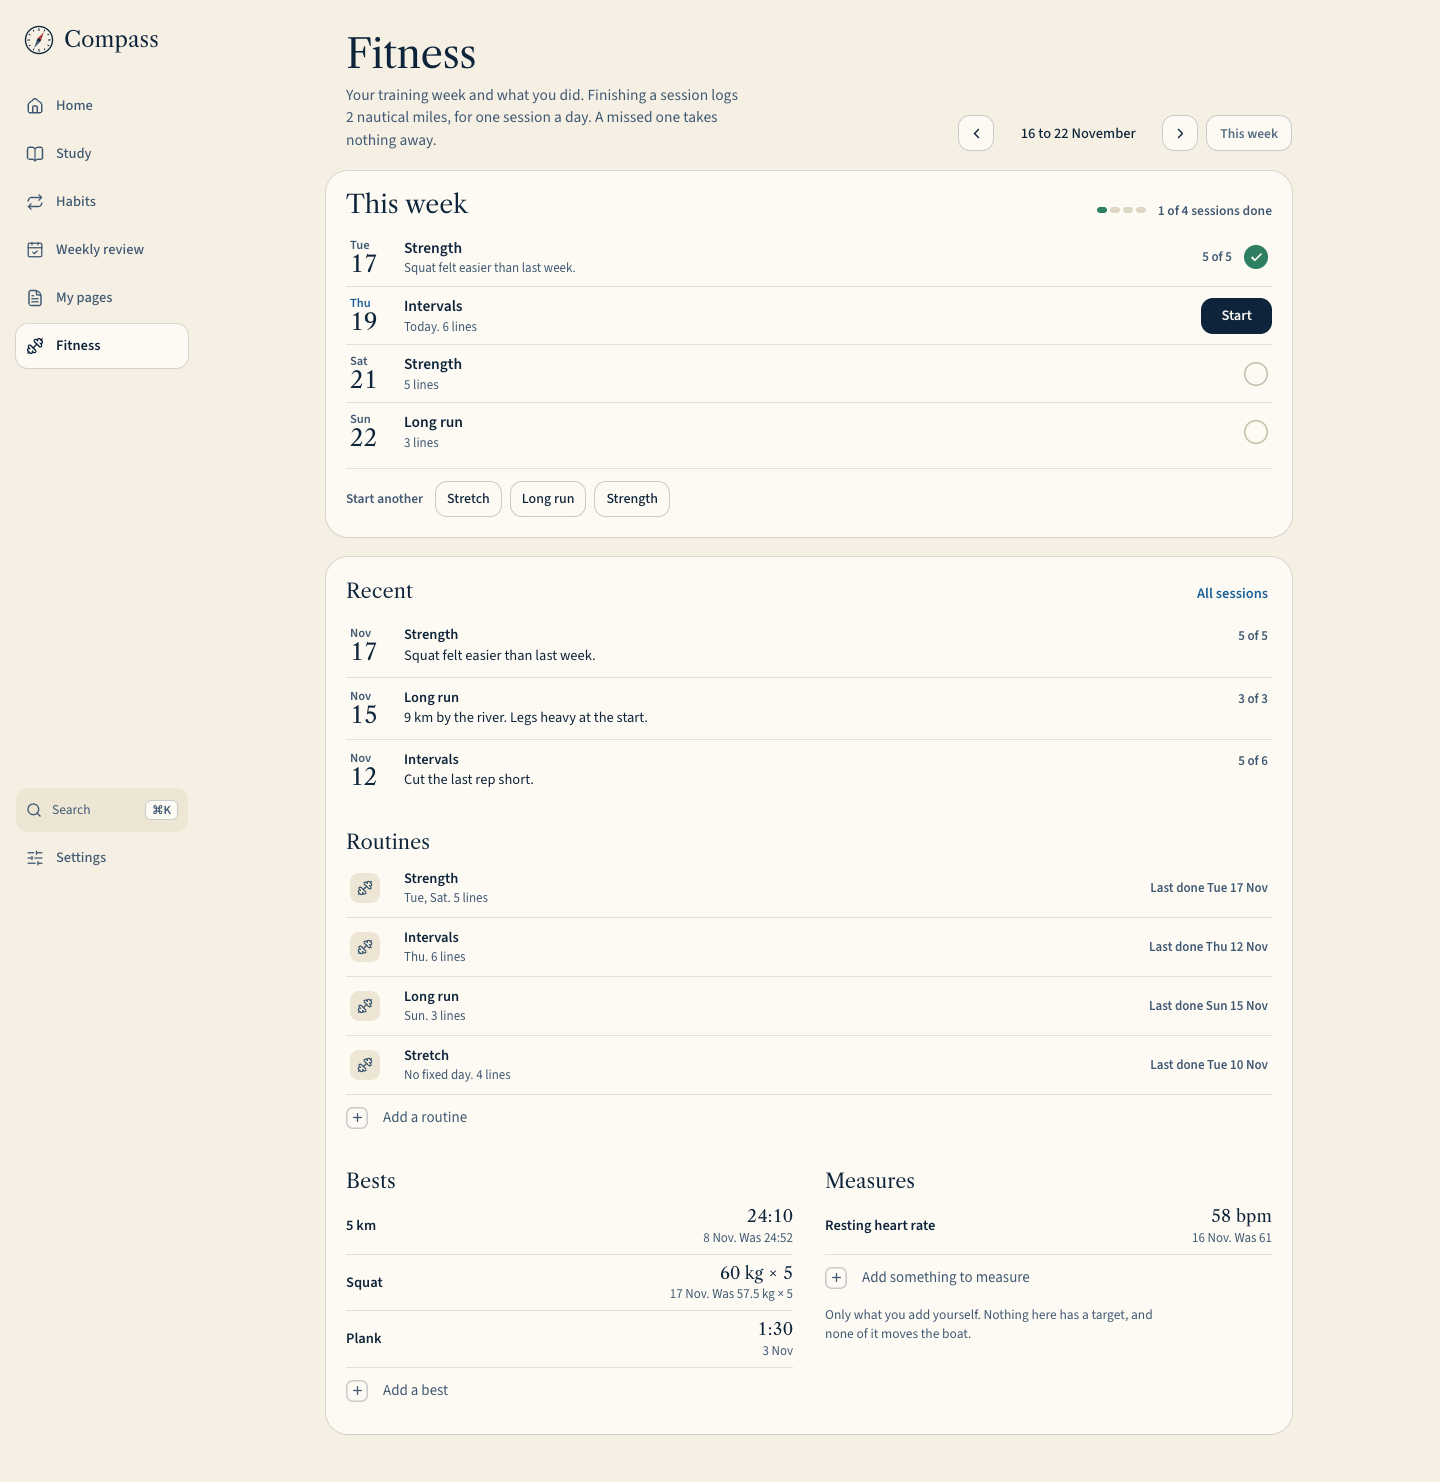 Compass
Home
Study
Habits
Weekly review
My pages
Fitness
Search
⌘K
Settings
Fitness
Your training week and what you did. Finishing a session logs
2 nautical miles, for one session a day. A missed one takes
nothing away.
16 to 22 November
This week
This week
1 of 4 sessions done
Tue
17
Strength
Squat felt easier than last week.
5 of 5
Thu
19
Intervals
Today. 6 lines
Start
Sat
21
Strength
5 lines
Sun
22
Long run
3 lines
Start another
Stretch
Long run
Strength
Recent
All sessions
Nov
17
Strength
Squat felt easier than last week.
5 of 5
Nov
15
Long run
9 km by the river. Legs heavy at the start.
3 of 3
Nov
12
Intervals
Cut the last rep short.
5 of 6
Routines
Strength
Tue, Sat. 5 lines
Last done Tue 17 Nov
Intervals
Thu. 6 lines
Last done Thu 12 Nov
Long run
Sun. 3 lines
Last done Sun 15 Nov
Stretch
No fixed day. 4 lines
Last done Tue 10 Nov
Add a routine
Bests
5 km
24:10
8 Nov. Was 24:52
Squat
60 kg × 5
17 Nov. Was 57.5 kg × 5
Plank
1:30
3 Nov
Add a best
Measures
Resting heart rate
58 bpm
16 Nov. Was 61
Add something to measure
Only what you add yourself. Nothing here has a target, and
none of it moves the boat.